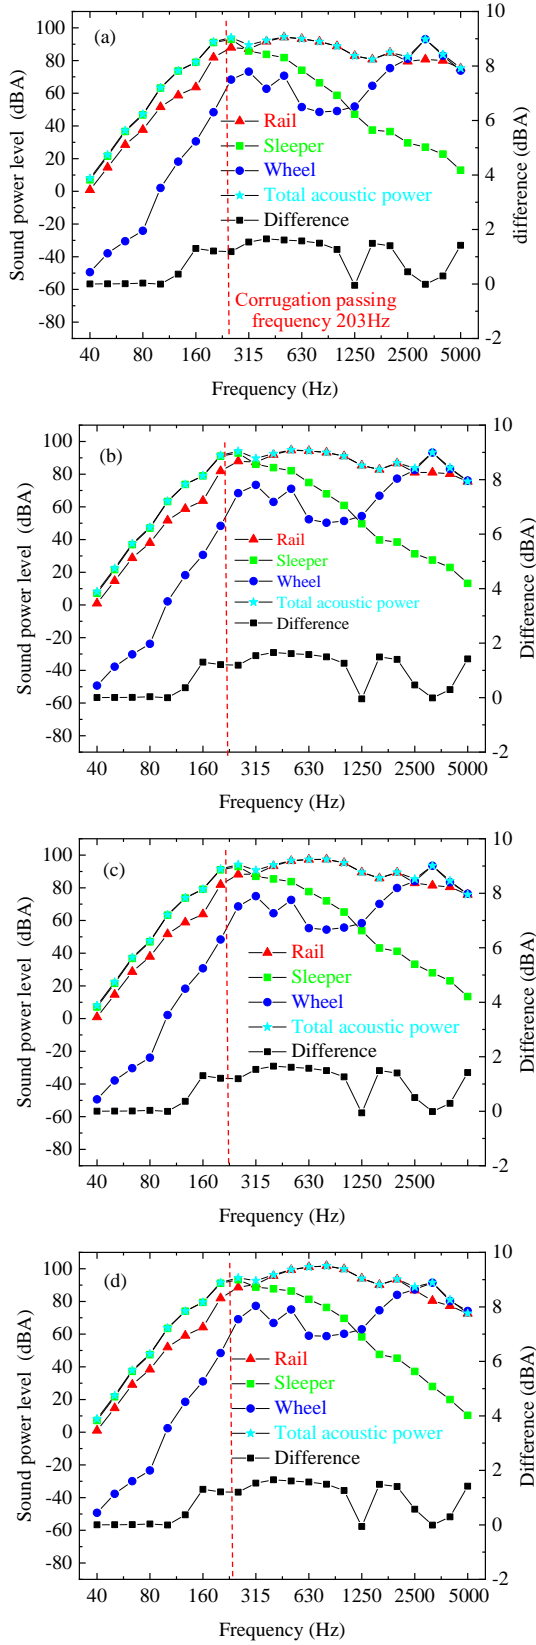 (a)
100
80
60
40
20
0
-20
-40
-60
-80
10
8
6
4
2
0
-2
Sound power level (dBA)
difference (dBA)
Rail
Sleeper
Wheel
Total acoustic power
Difference
Corrugation passing
frequency 203Hz
40 80 160 315 630 1250 2500 5000
Frequency (Hz)
(b)
100
80
60
40
20
0
-20
-40
-60
-80
10
8
6
4
2
0
-2
Sound power level (dBA)
Difference (dBA)
Rail
Sleeper
Wheel
Total acoustic power
Difference
40 80 160 315 630 1250 2500 5000
Frequency (Hz)
(c)
100
80
60
40
20
0
-20
-40
-60
-80
10
8
6
4
2
0
-2
Sound power level (dBA)
Difference (dBA)
Rail
Sleeper
Wheel
Total acoustic power
Difference
40 80 160 315 630 1250 2500 5000
Frequency (Hz)
(d)
100
80
60
40
20
0
-20
-40
-60
-80
10
8
6
4
2
0
-2
Sound power level (dBA)
Difference (dBA)
Rail
Sleeper
Wheel
Total acoustic power
Difference
40 80 160 315 630 1250 2500 5000
Frequency (Hz)